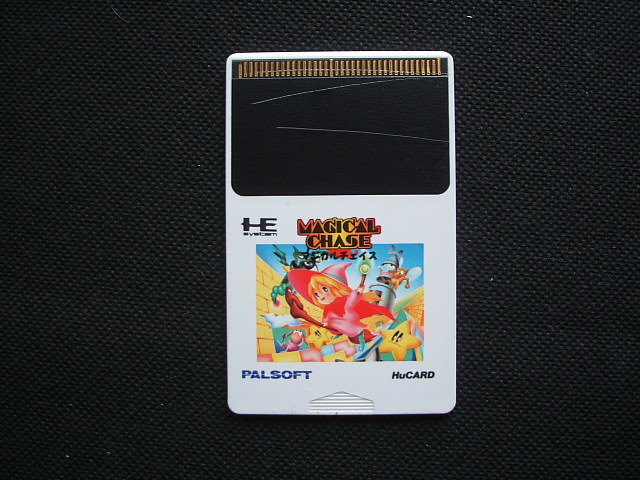 HE
system
MAGICAL
CHASE
マジカルチェイス
PALSOFT
HuCARD